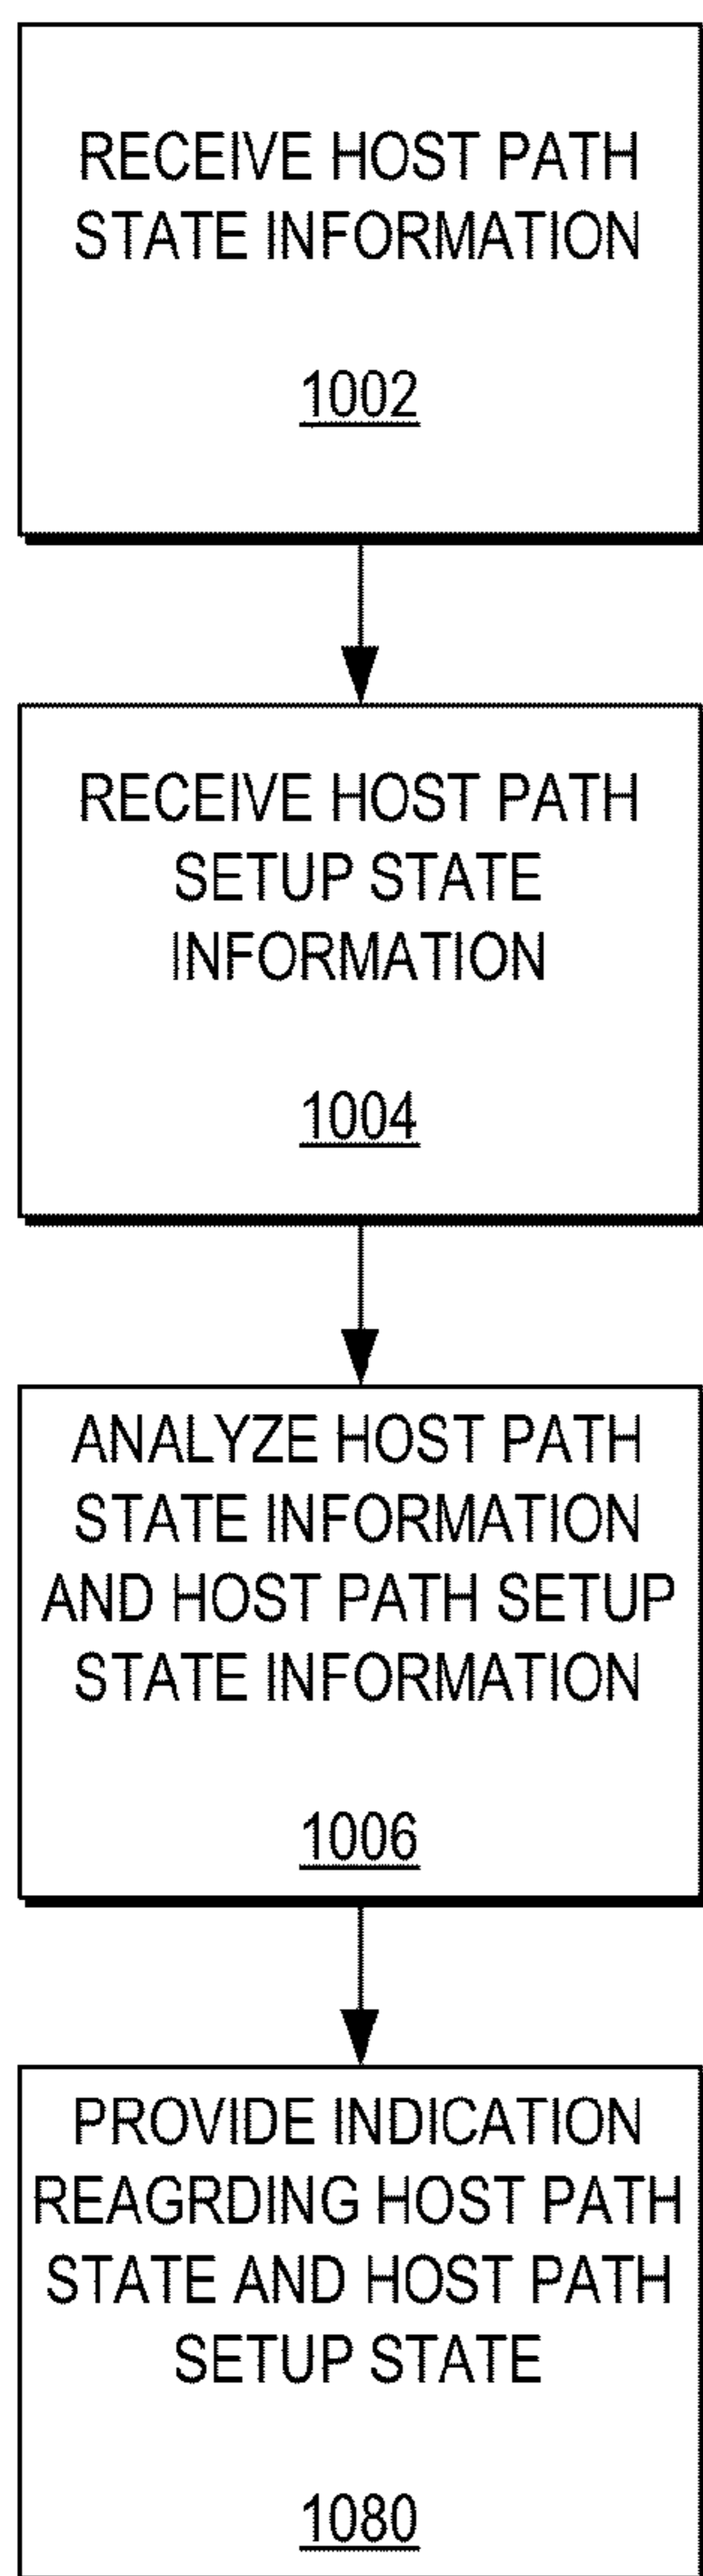 RECEIVE HOST PATH
STATE INFORMATION
1002
RECEIVE HOST PATH
SETUP STATE
INFORMATION
1004
ANALYZE HOST PATH
STATE INFORMATION
AND HOST PATH SETUP
STATE INFORMATION
1006
PROVIDE INDICATION
REAGRDING HOST PATH
STATE AND HOST PATH
SETUP STATE
1080